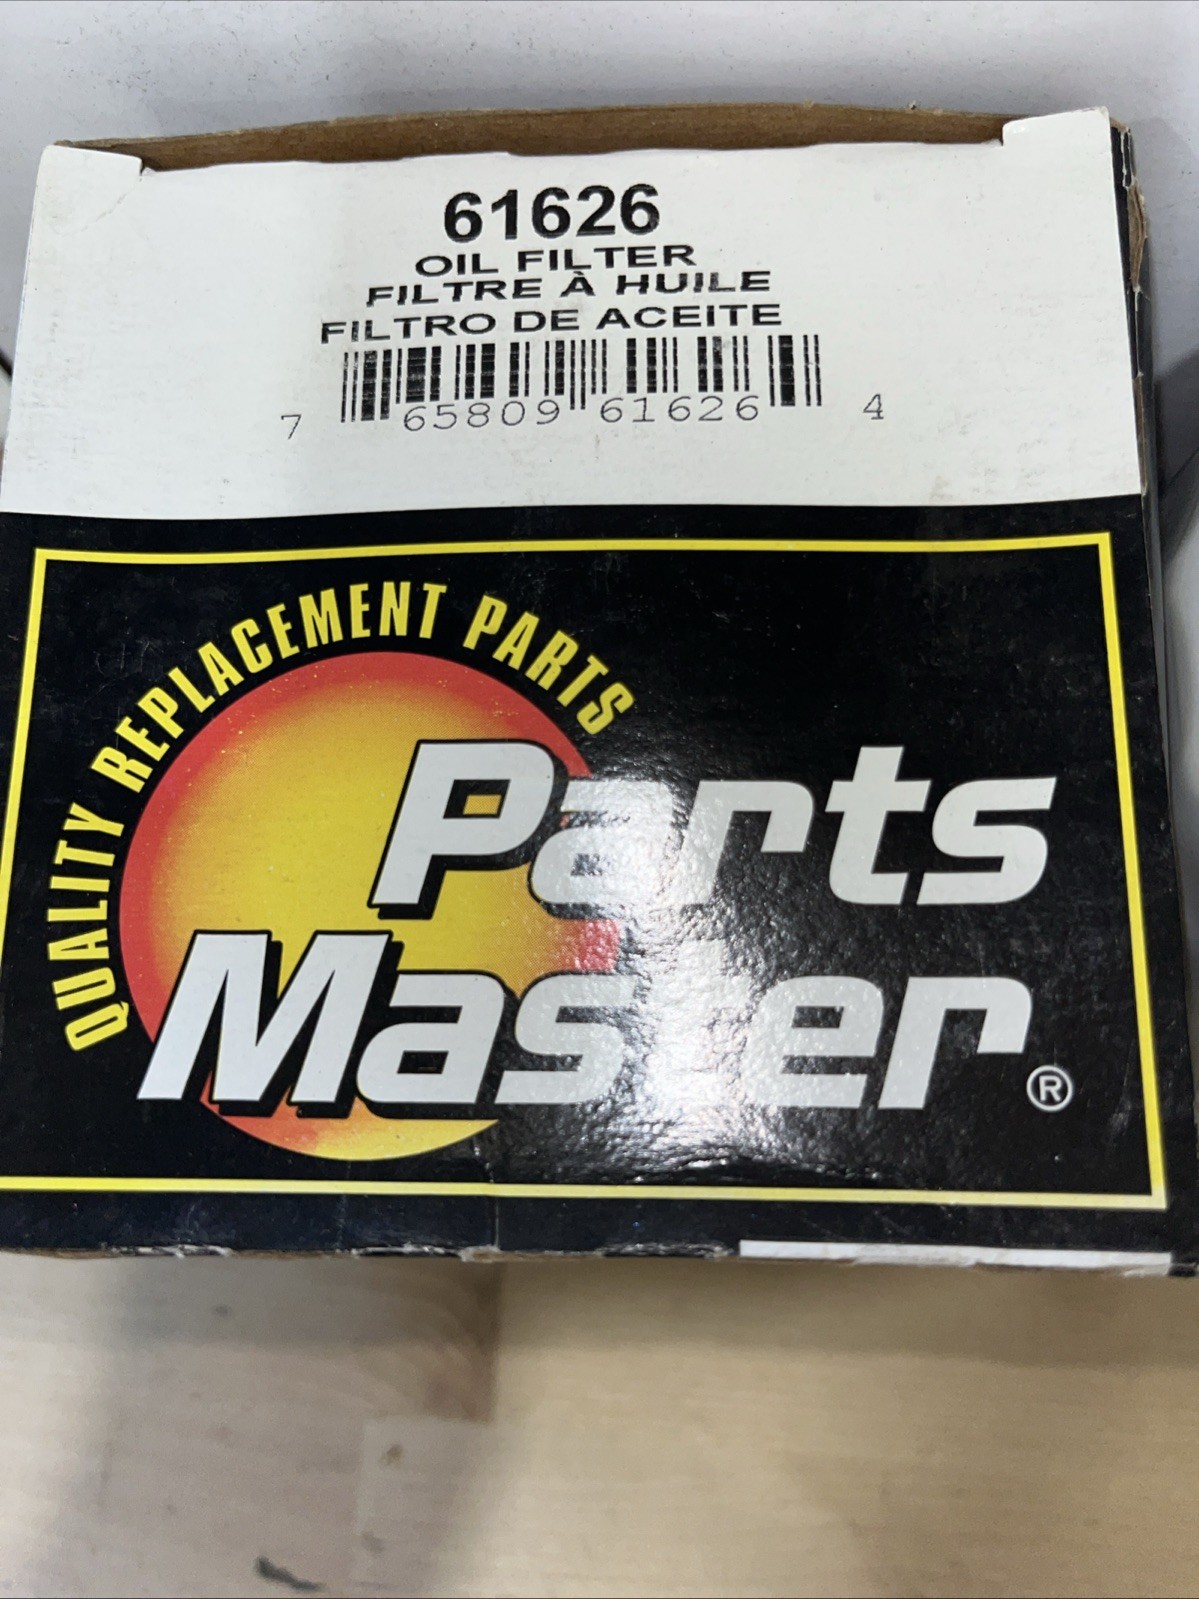 61626
OIL FILTER
FILTRE À HUILE
FILTRO DE ACEITE
7 65809 61626 4
QUALITY REPLACEMENT PARTS
Parts
Master®